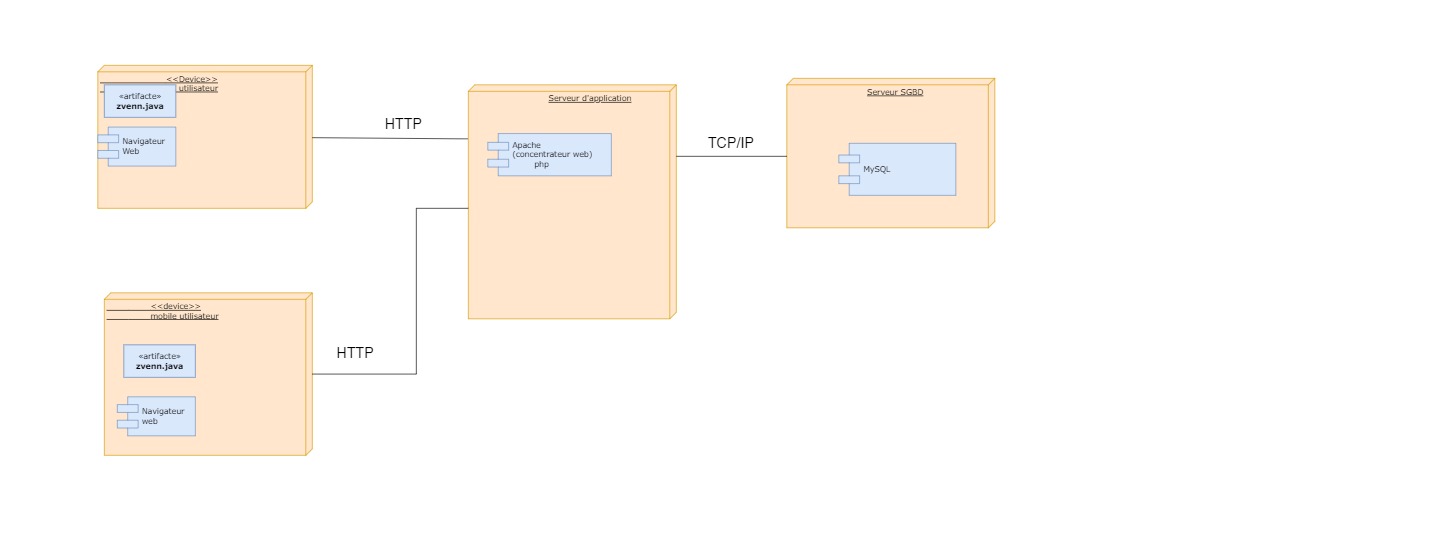 <<Device>>
utilisateur
«artifacte»
zvenn.java
Navigateur
Web
HTTP
Serveur d'application
Apache
(concentrateur web)
php
TCP/IP
Serveur SGBD
MySQL
<<device>>
mobile utilisateur
«artifacte»
zvenn.java
Navigateur
web
HTTP